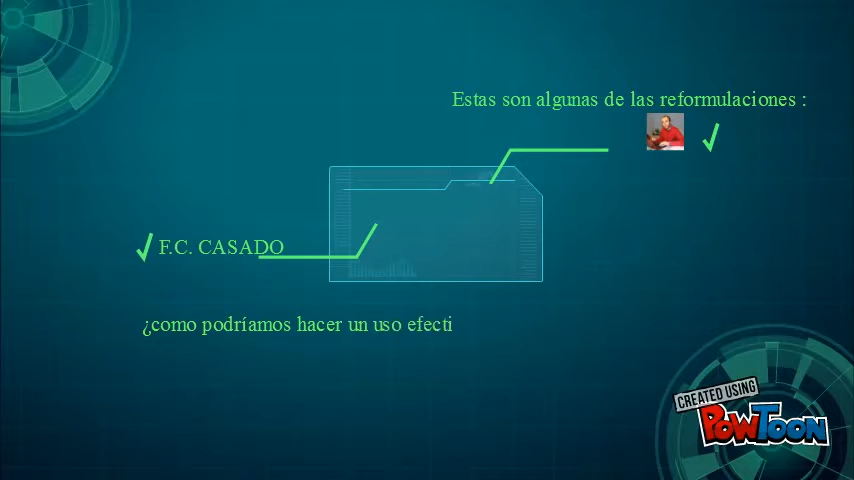 Estas son algunas de las reformulaciones :
F.C. CASADO
¿como podríamos hacer un uso efecti
CREATED USING
POWTOON